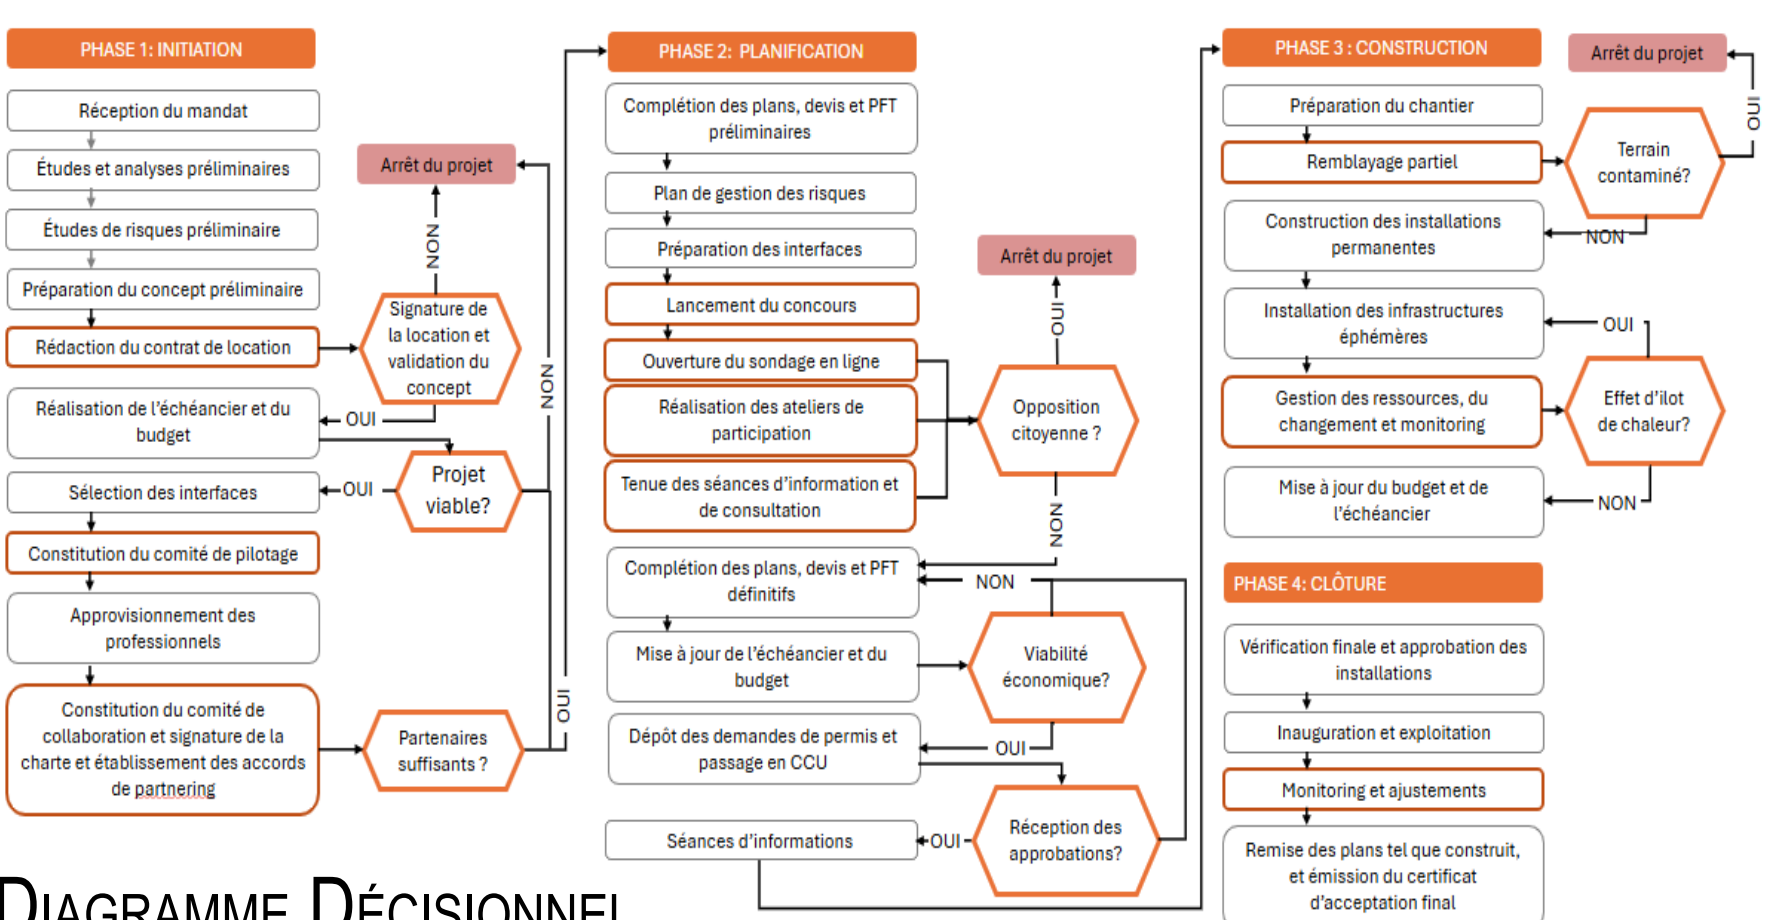 PHASE 1: INITIATION
Réception du mandat
Études et analyses préliminaires
Études de risques préliminaire
Préparation du concept préliminaire
Rédaction du contrat de location
Arrêt du projet
NON
Signature de
la location et
validation du
concept
OUI
Réalisation de l'échéancier et du
budget
Projet
viable?
OUI
NON
Sélection des interfaces
Constitution du comité de pilotage
Approvisionnement des
professionnels
Constitution du comité de
collaboration et signature de la
charte et établissement des accords
de partnering
Partenaires
suffisants ?
OUI
PHASE 2: PLANIFICATION
Complétion des plans, devis et PFT
préliminaires
Plan de gestion des risques
Préparation des interfaces
Lancement du concours
Ouverture du sondage en ligne
Réalisation des ateliers de
participation
Tenue des séances d'information et
de consultation
Arrêt du projet
OUI
Opposition
citoyenne ?
NON
Complétion des plans, devis et PFT
définitifs
NON
Mise à jour de l'échéancier et du
budget
Viabilité
économique?
OUI
Dépôt des demandes de permis et
passage en CCU
Réception des
approbations?
OUI
Séances d'informations
PHASE 3 : CONSTRUCTION
Arrêt du projet
OUI
Préparation du chantier
Remblayage partiel
Terrain
contaminé?
NON
Construction des installations
permanentes
Installation des infrastructures
éphémères
OUI
Gestion des ressources, du
changement et monitoring
Effet d'ilot
de chaleur?
NON
Mise à jour du budget et de
l'échéancier
PHASE 4: CLÔTURE
Vérification finale et approbation des
installations
Inauguration et exploitation
Monitoring et ajustements
Remise des plans tel que construit,
et émission du certificat
d'acceptation final
DIAGRAMME DÉCISIONNEL